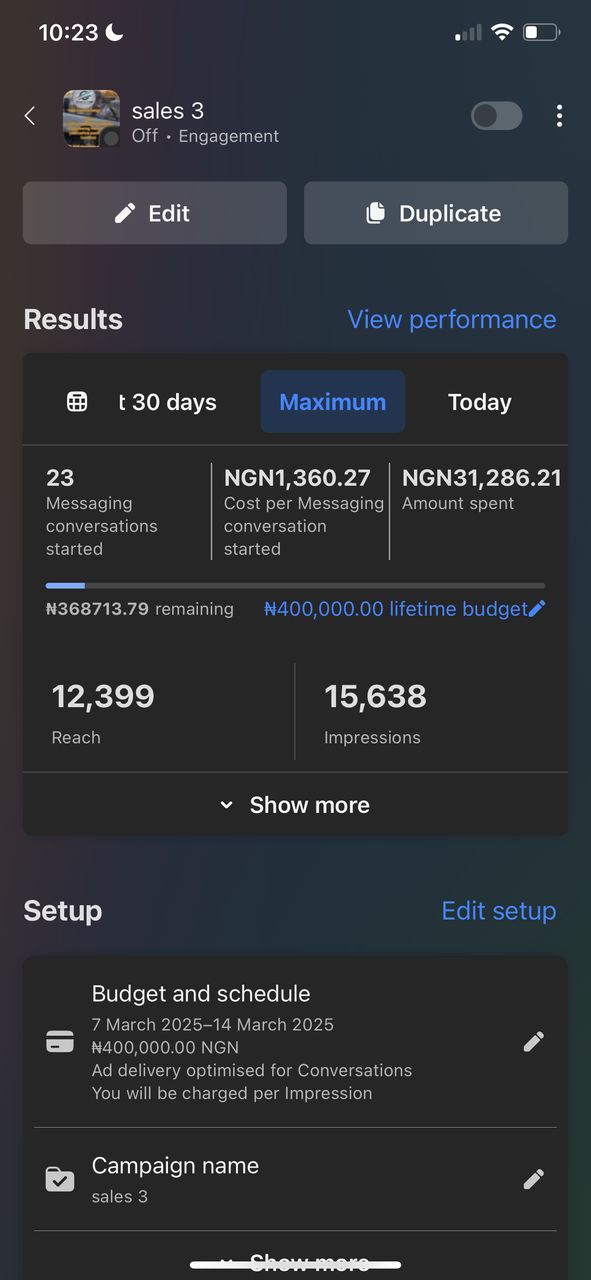 10:23
sales 3
Off • Engagement
Edit
Duplicate
Results
View performance
t 30 days
Maximum
Today
23
Messaging
conversations
started
NGN1,360.27
Cost per Messaging
conversation
started
NGN31,286.21
Amount spent
₦368713.79 remaining
₦400,000.00 lifetime budget
12,399
Reach
15,638
Impressions
Show more
Setup
Edit setup
Budget and schedule
7 March 2025–14 March 2025
₦400,000.00 NGN
Ad delivery optimised for Conversations
You will be charged per Impression
Campaign name
sales 3
Show more